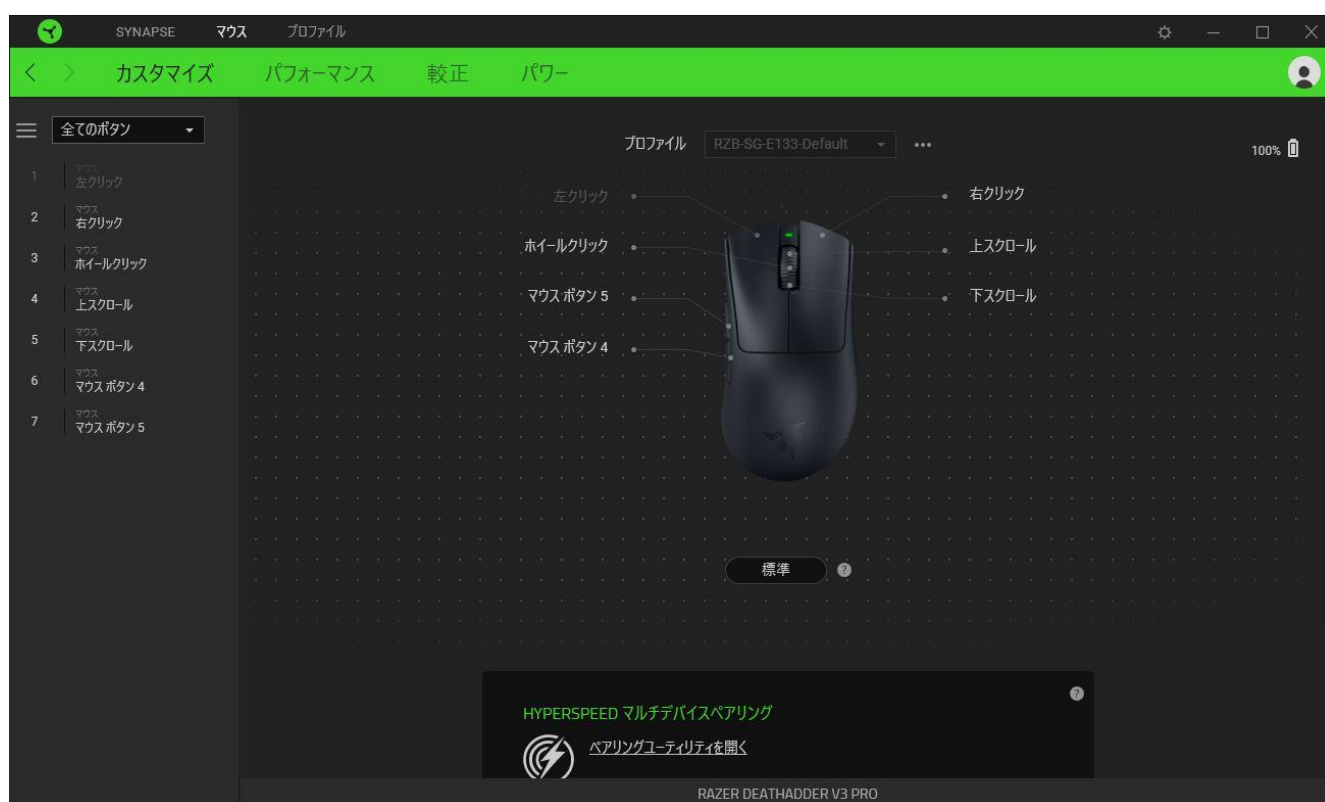 SYNAPSE マウス プロファイル
カスタマイズ パフォーマンス 較正 パワー
全てのボタン
プロファイル RZB-SG-E133-Default
100%
1 マウス
左クリック
2 マウス
右クリック
3 マウス
ホイールクリック
4 マウス
上スクロール
5 マウス
下スクロール
6 マウス
マウス ボタン 4
7 マウス
マウス ボタン 5
左クリック
右クリック
ホイールクリック
上スクロール
マウス ボタン 5
下スクロール
マウス ボタン 4
標準 ?
?
HYPERSPEED マルチデバイスペアリング
ペアリングユーティリティを開く
RAZER DEATHADDER V3 PRO